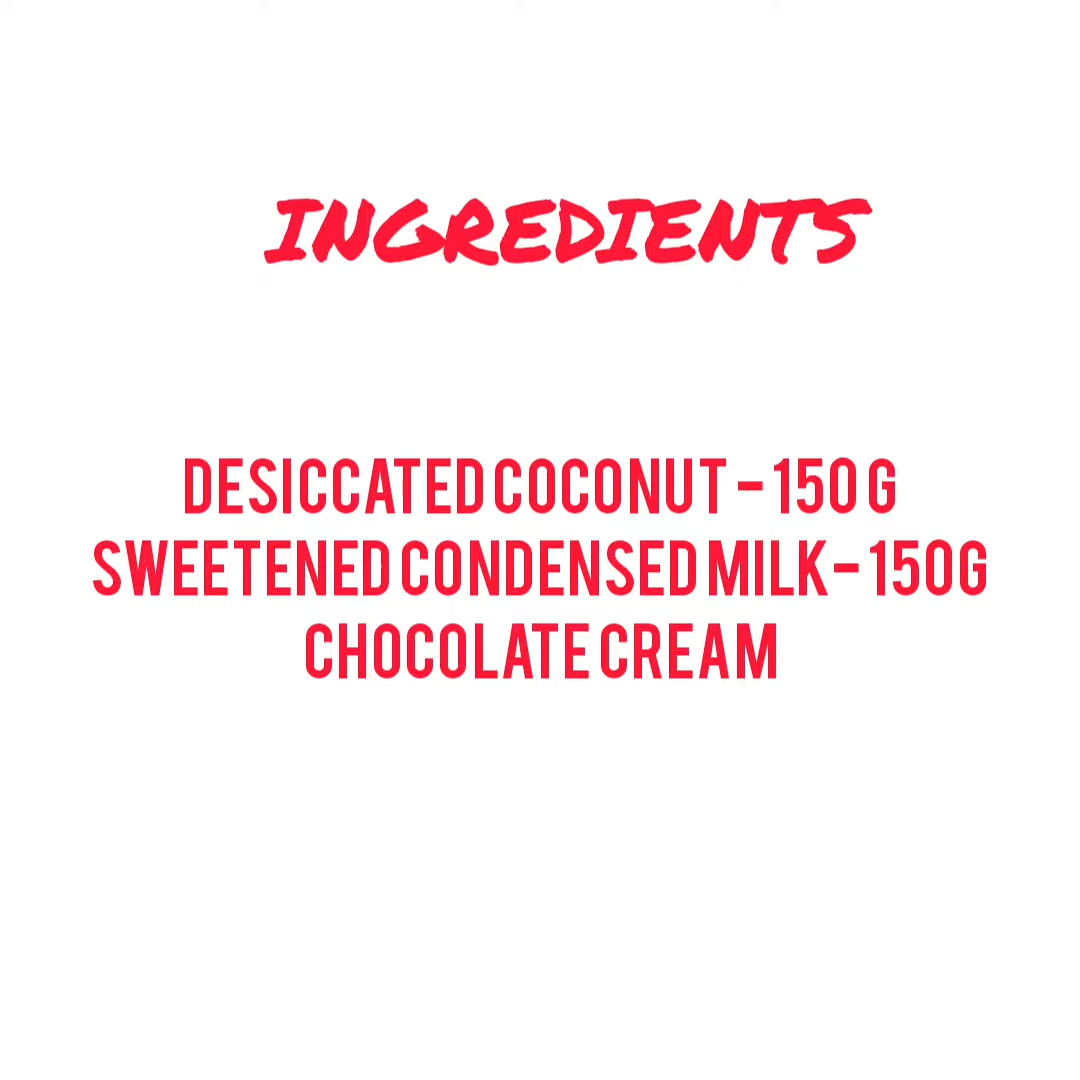 INGREDIENTS
DESICCATED COCONUT - 150 G
SWEETENED CONDENSED MILK- 150G
CHOCOLATE CREAM